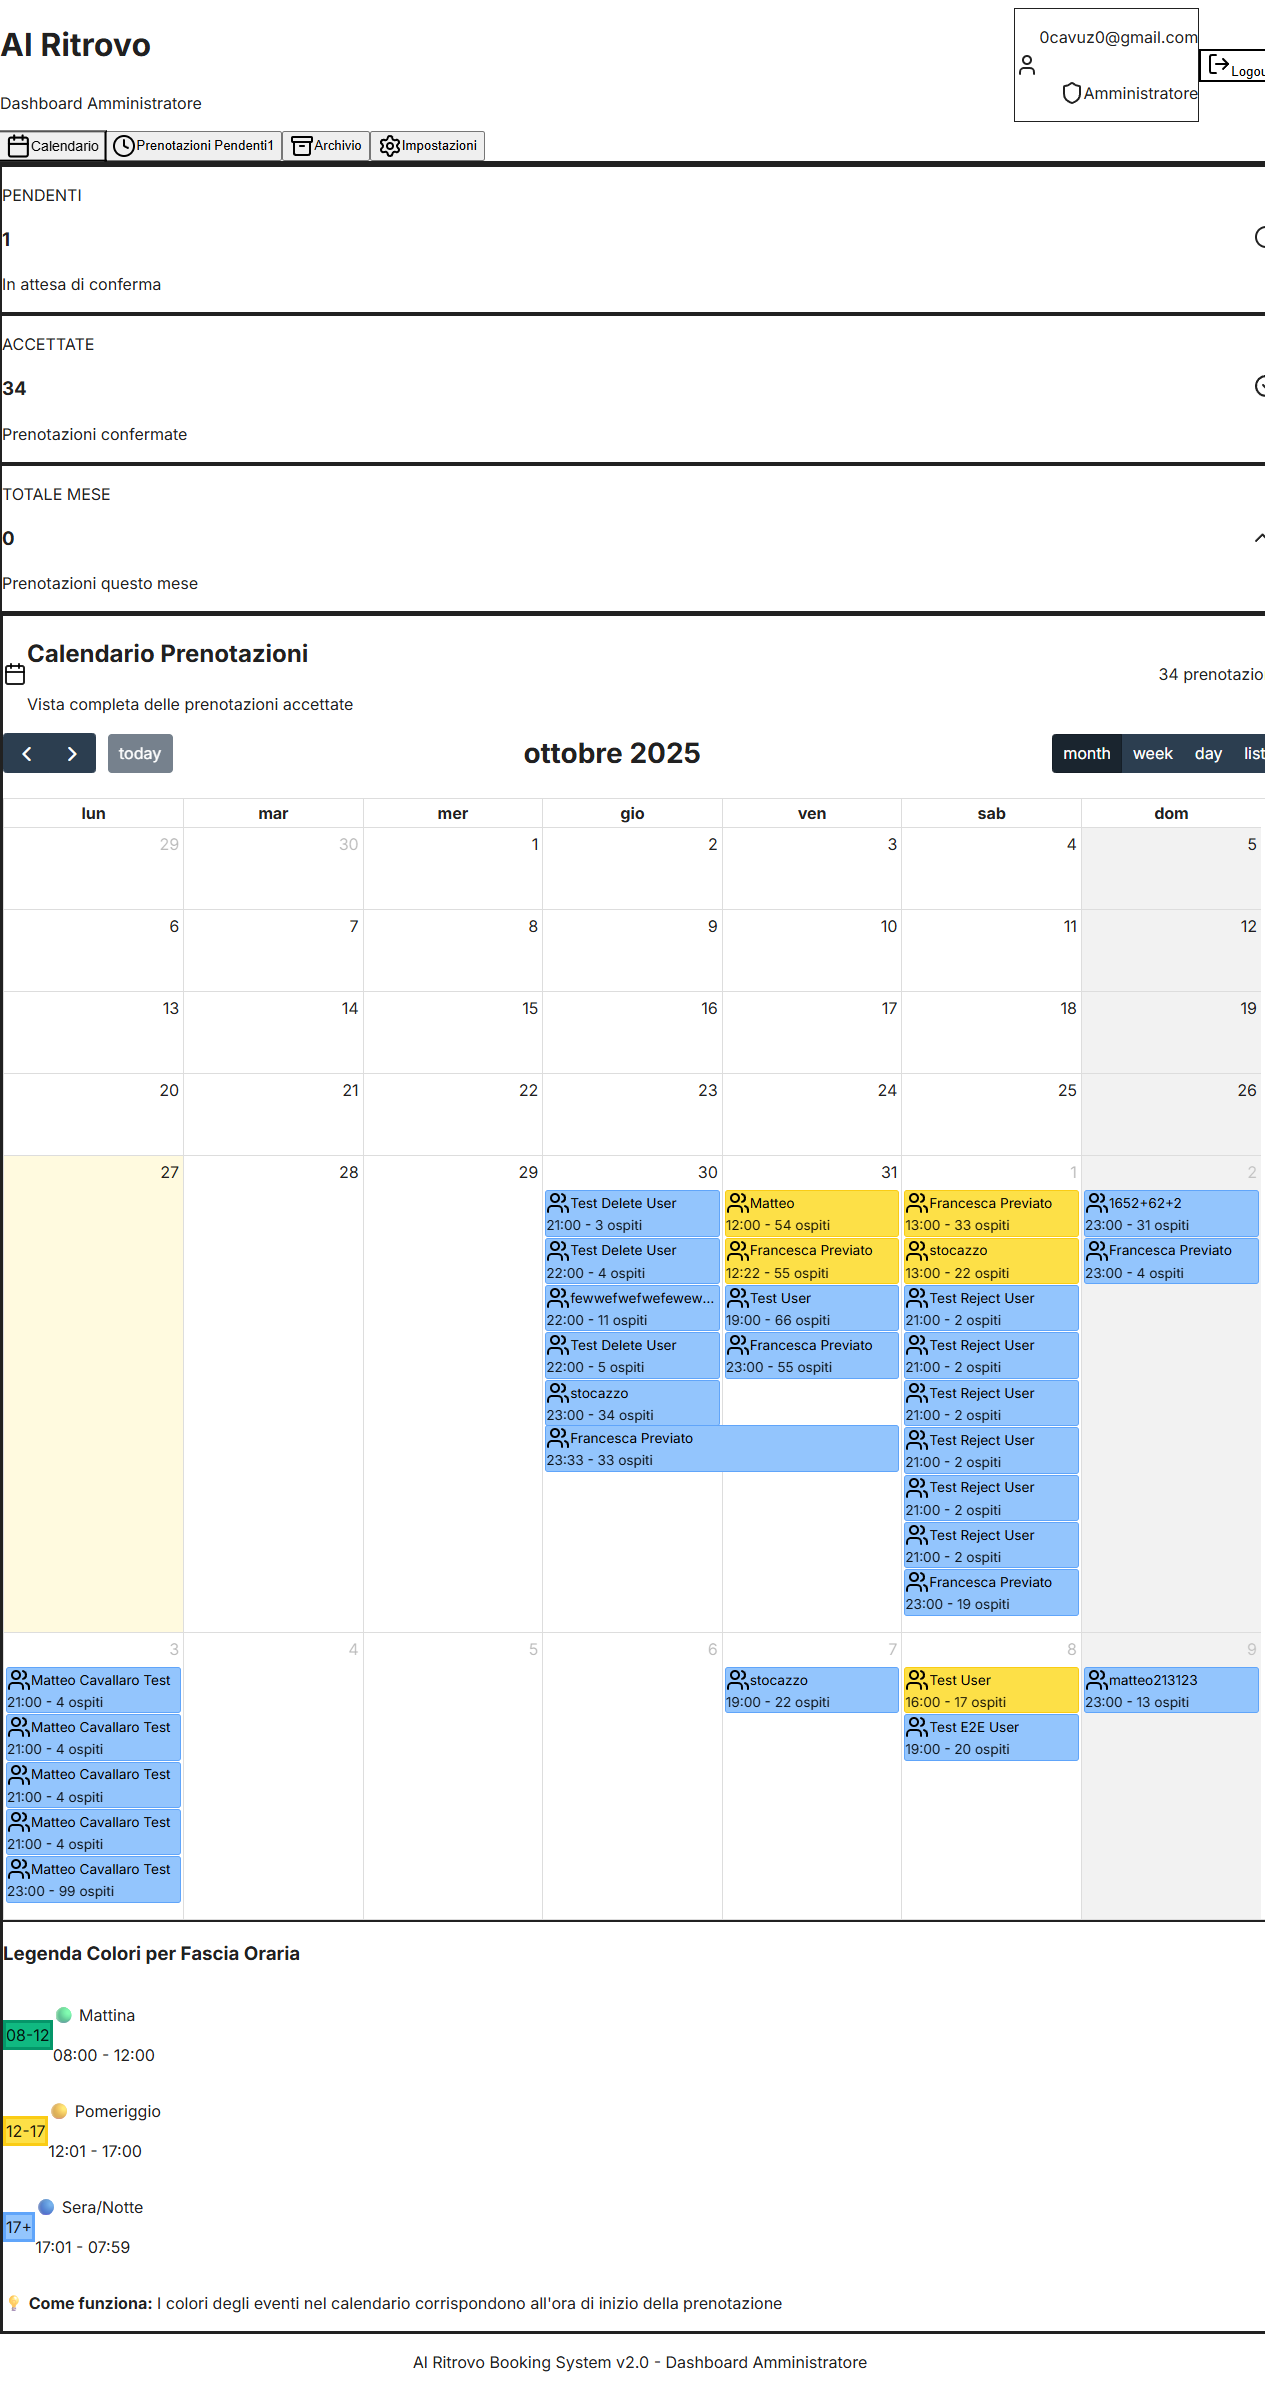 Al Ritrovo
0cavuz0@gmail.com
Dashboard Amministratore
Amministratore
Calendario
Prenotazioni Pendenti1
Archivio
Impostazioni
PENDENTI
1
In attesa di conferma
ACCETTATE
34
Prenotazioni confermate
TOTALE MESE
0
Prenotazioni questo mese
Calendario Prenotazioni
Vista completa delle prenotazioni accettate
34 prenotazio
today
ottobre 2025
month week day list
lun mar mer gio ven sab dom
29 30 1 2 3 4 5
6 7 8 9 10 11 12
13 14 15 16 17 18 19
20 21 22 23 24 25 26
27 28 29 30 31 1 2
Test Delete User
21:00 - 3 ospiti
Test Delete User
22:00 - 4 ospiti
fewwefwefwefewew...
22:00 - 11 ospiti
Test Delete User
22:00 - 5 ospiti
stocazzo
23:00 - 34 ospiti
Francesca Previato
23:33 - 33 ospiti
Matteo
12:00 - 54 ospiti
Francesca Previato
12:22 - 55 ospiti
Test User
19:00 - 66 ospiti
Francesca Previato
23:00 - 55 ospiti
Francesca Previato
13:00 - 33 ospiti
stocazzo
13:00 - 22 ospiti
Test Reject User
21:00 - 2 ospiti
Test Reject User
21:00 - 2 ospiti
Test Reject User
21:00 - 2 ospiti
Test Reject User
21:00 - 2 ospiti
Test Reject User
21:00 - 2 ospiti
Test Reject User
21:00 - 2 ospiti
Francesca Previato
23:00 - 19 ospiti
1652+62+2
23:00 - 31 ospiti
Francesca Previato
23:00 - 4 ospiti
3 4 5 6 7 8 9
Matteo Cavallaro Test
21:00 - 4 ospiti
Matteo Cavallaro Test
21:00 - 4 ospiti
Matteo Cavallaro Test
21:00 - 4 ospiti
Matteo Cavallaro Test
21:00 - 4 ospiti
Matteo Cavallaro Test
23:00 - 99 ospiti
stocazzo
19:00 - 22 ospiti
Test User
16:00 - 17 ospiti
Test E2E User
19:00 - 20 ospiti
matteo213123
23:00 - 13 ospiti
Legenda Colori per Fascia Oraria
08-12
Mattina
08:00 - 12:00
12-17
Pomeriggio
12:01 - 17:00
17+
Sera/Notte
17:01 - 07:59
Come funziona: I colori degli eventi nel calendario corrispondono all'ora di inizio della prenotazione
Al Ritrovo Booking System v2.0 - Dashboard Amministratore